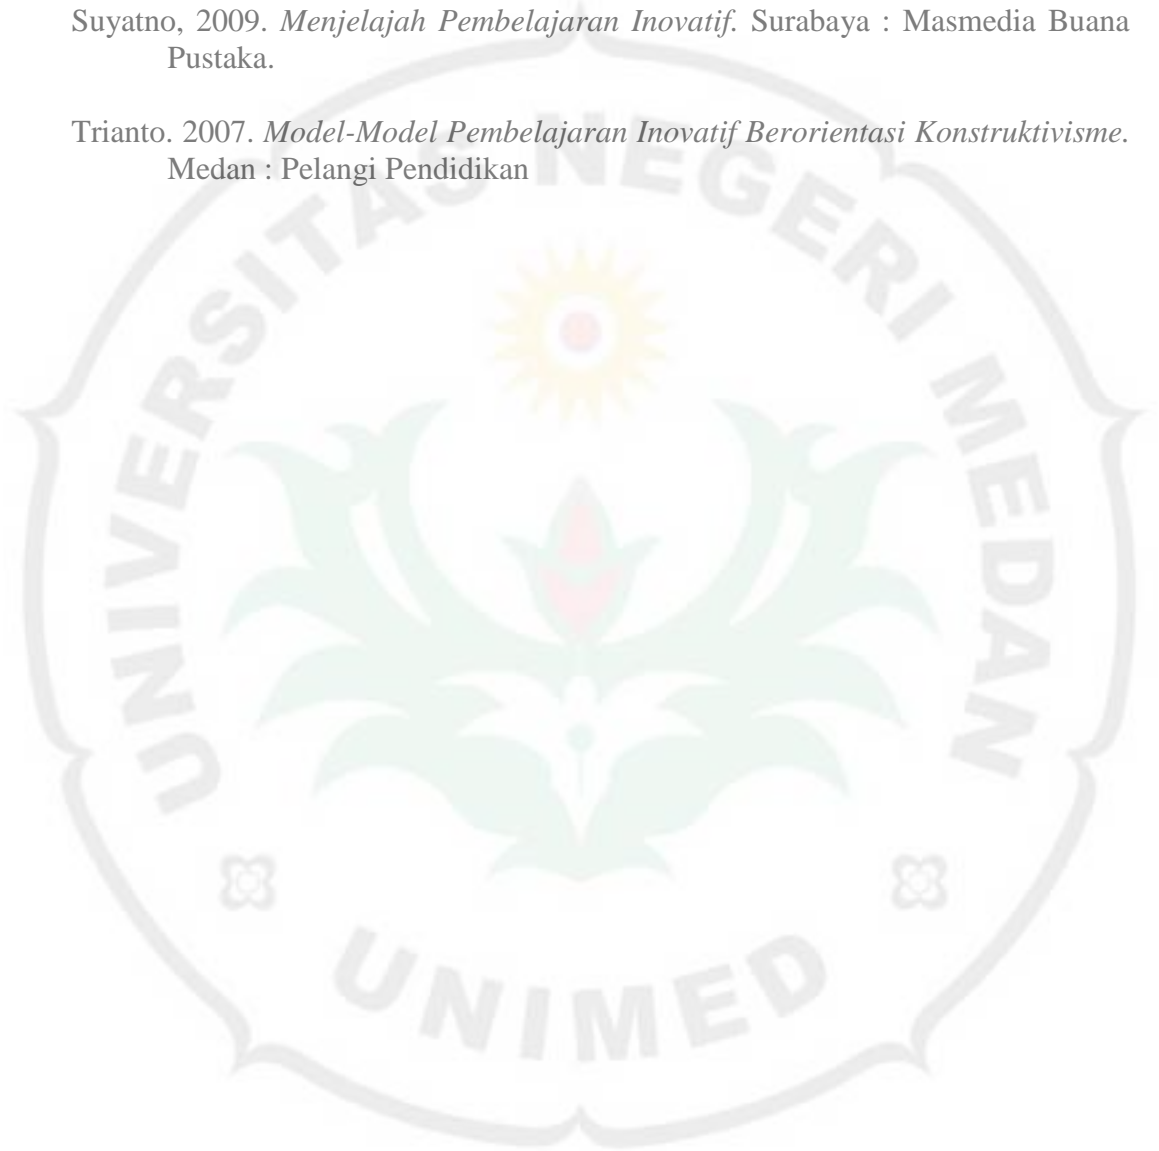 Suyatno, 2009. Menjelajah Pembelajaran Inovatif. Surabaya : Masmedia Buana
Pustaka.
Trianto. 2007. Model-Model Pembelajaran Inovatif Berorientasi Konstruktivisme.
Medan : Pelangi Pendidikan
UNIVERSITAS NEGERI MEDAN
UNIMED